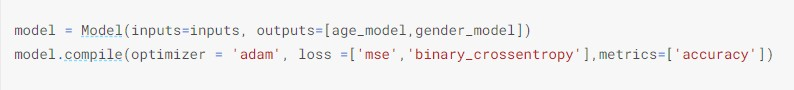 model = Model(inputs=inputs, outputs=[age_model,gender_model])
model.compile(optimizer = 'adam', loss =['mse','binary_crossentropy'],metrics=['accuracy'])